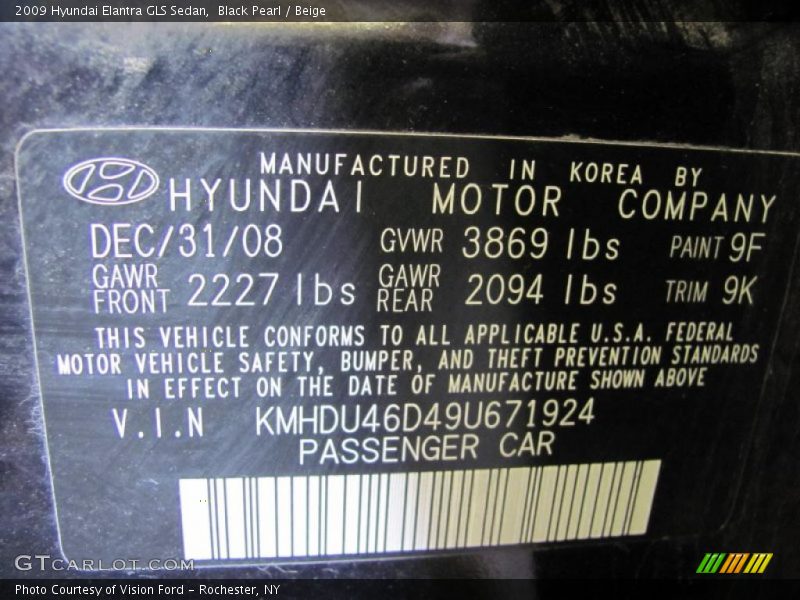 2009 Hyundai Elantra GLS Sedan, Black Pearl / Beige
MANUFACTURED IN KOREA BY
HYUNDAI MOTOR COMPANY
DEC/31/08 GVWR 3869 lbs PAINT 9F
GAWR FRONT 2227 lbs GAWR REAR 2094 lbs TRIM 9K
THIS VEHICLE CONFORMS TO ALL APPLICABLE U.S.A. FEDERAL
MOTOR VEHICLE SAFETY, BUMPER, AND THEFT PREVENTION STANDARDS
IN EFFECT ON THE DATE OF MANUFACTURE SHOWN ABOVE
V.I.N KMHDU46D49U671924
PASSENGER CAR
GTCARLOT.COM
Photo Courtesy of Vision Ford - Rochester, NY